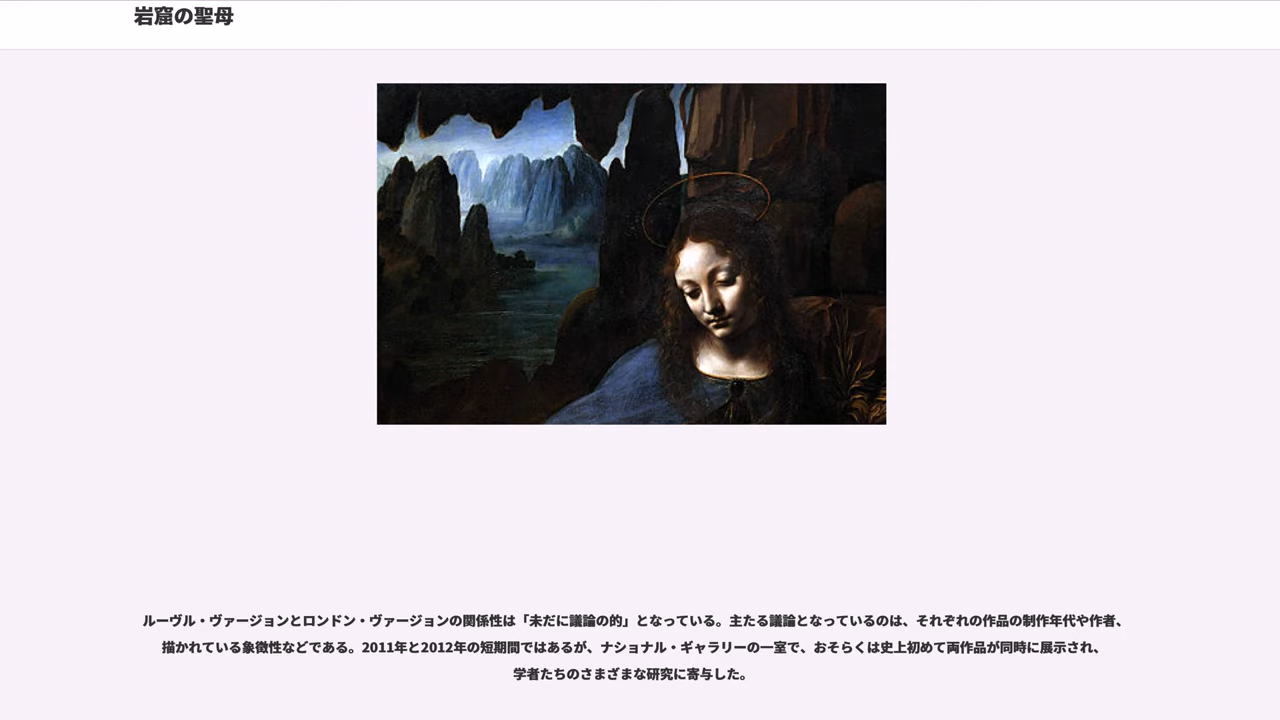 岩窟の聖母
ルーヴル・ヴァージョンとロンドン・ヴァージョンの関係性は「未だに議論の的」となっている。主たる議論となっているのは、それぞれの作品の制作年代や作者、
描かれている象徴性などである。2011年と2012年の短期間ではあるが、ナショナル・ギャラリーの一室で、おそらくは史上初めて両作品が同時に展示され、
学者たちのさまざまな研究に寄与した。